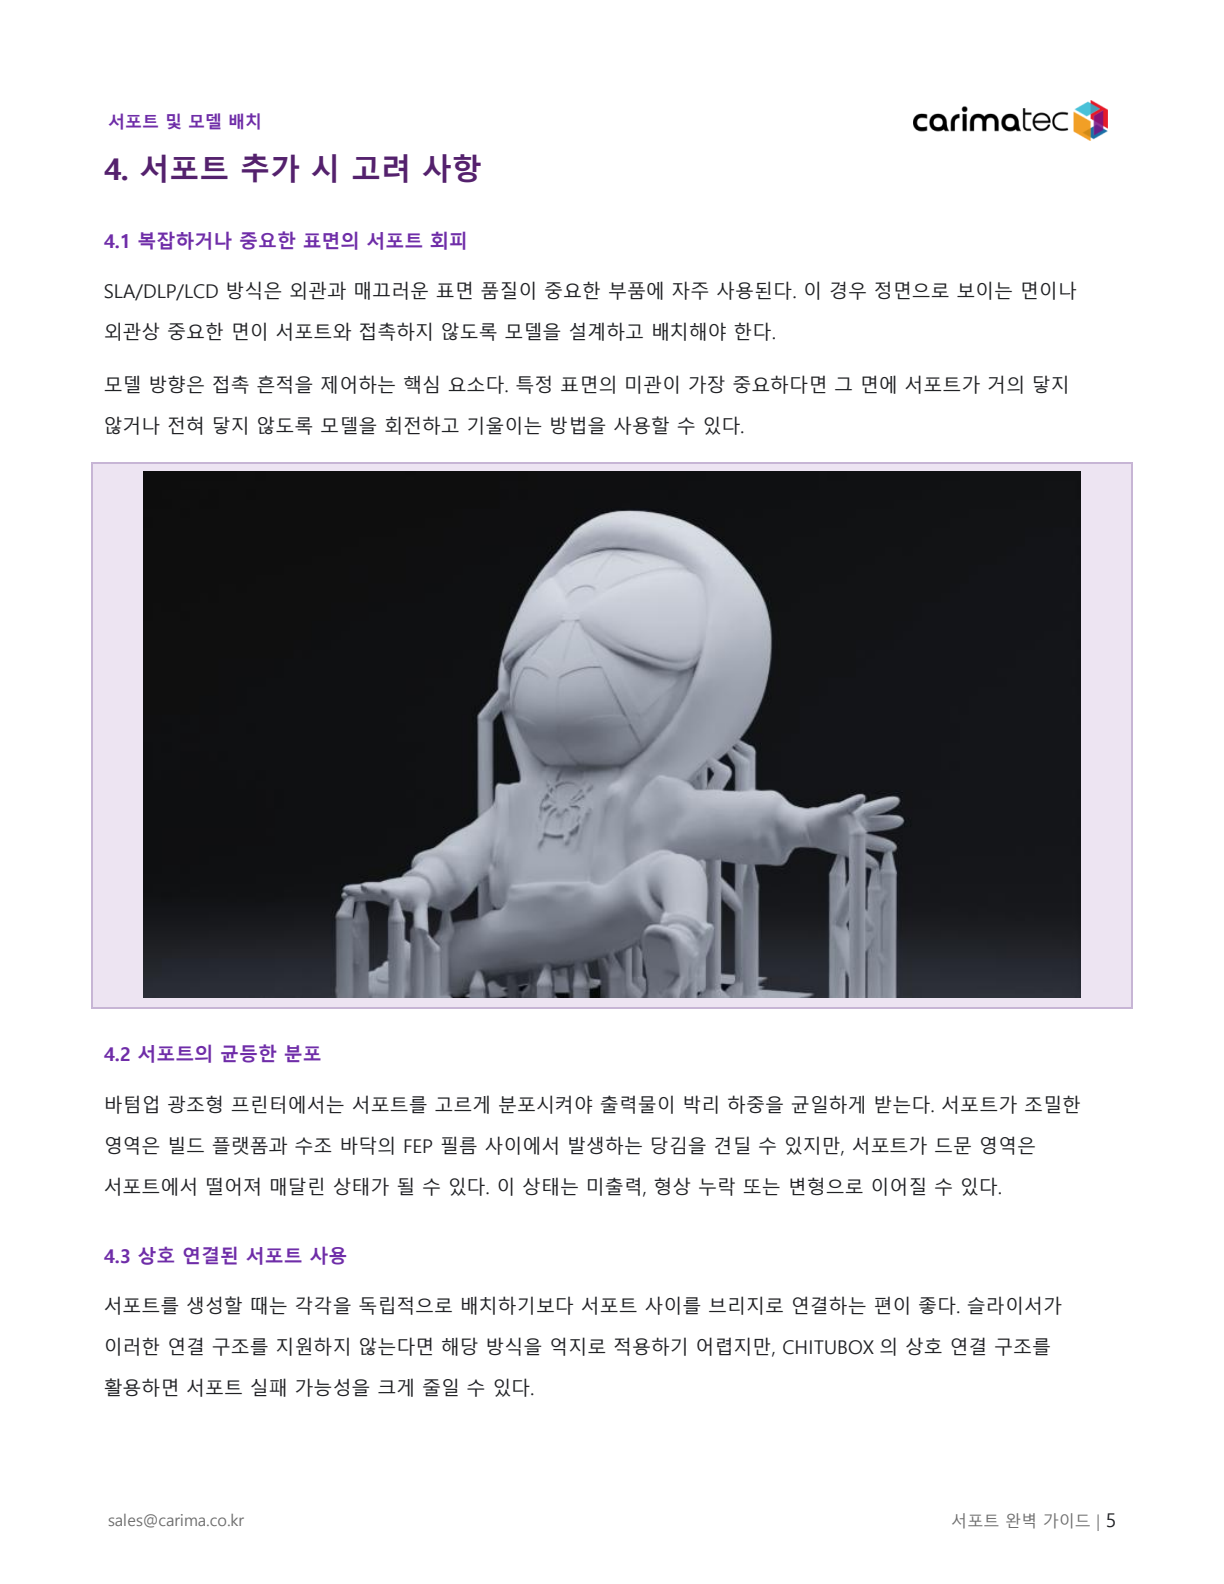 서포트 및 모델 배치
carimatec
4. 서포트 추가 시 고려 사항
4.1 복잡하거나 중요한 표면의 서포트 회피
SLA/DLP/LCD 방식은 외관과 매끄러운 표면 품질이 중요한 부품에 자주 사용된다. 이 경우 정면으로 보이는 면이나
외관상 중요한 면이 서포트와 접촉하지 않도록 모델을 설계하고 배치해야 한다.
모델 방향은 접촉 흔적을 제어하는 핵심 요소다. 특정 표면의 미관이 가장 중요하다면 그 면에 서포트가 거의 닿지
않거나 전혀 닿지 않도록 모델을 회전하고 기울이는 방법을 사용할 수 있다.
4.2 서포트의 균등한 분포
바텀업 광조형 프린터에서는 서포트를 고르게 분포시켜야 출력물이 박리 하중을 균일하게 받는다. 서포트가 조밀한
영역은 빌드 플랫폼과 수조 바닥의 FEP 필름 사이에서 발생하는 당김을 견딜 수 있지만, 서포트가 드문 영역은
서포트에서 떨어져 매달린 상태가 될 수 있다. 이 상태는 미출력, 형상 누락 또는 변형으로 이어질 수 있다.
4.3 상호 연결된 서포트 사용
서포트를 생성할 때는 각각을 독립적으로 배치하기보다 서포트 사이를 브리지로 연결하는 편이 좋다. 슬라이서가
이러한 연결 구조를 지원하지 않는다면 해당 방식을 억지로 적용하기 어렵지만, CHITUBOX 의 상호 연결 구조를
활용하면 서포트 실패 가능성을 크게 줄일 수 있다.
sales@carima.co.kr
서포트 완벽 가이드 | 5